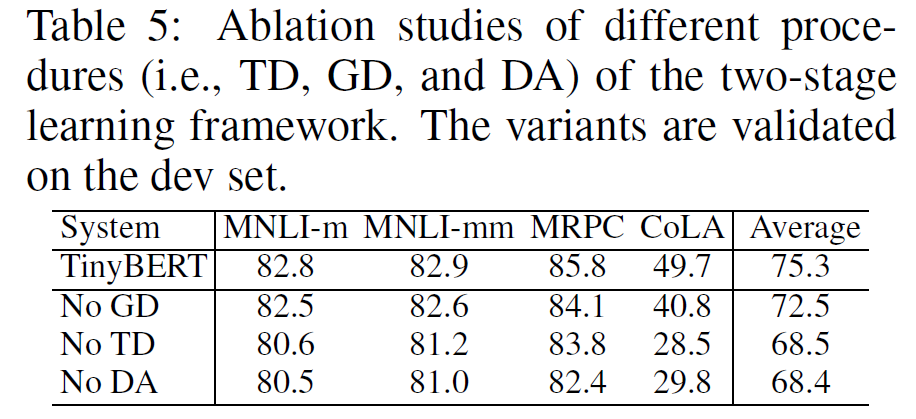 Table 5: Ablation studies of different proce-
dures (i.e., TD, GD, and DA) of the two-stage
learning framework. The variants are validated
on the dev set.
System MNLI-m MNLI-mm MRPC CoLA Average
TinyBERT 82.8 82.9 85.8 49.7 75.3
No GD 82.5 82.6 84.1 40.8 72.5
No TD 80.6 81.2 83.8 28.5 68.5
No DA 80.5 81.0 82.4 29.8 68.4